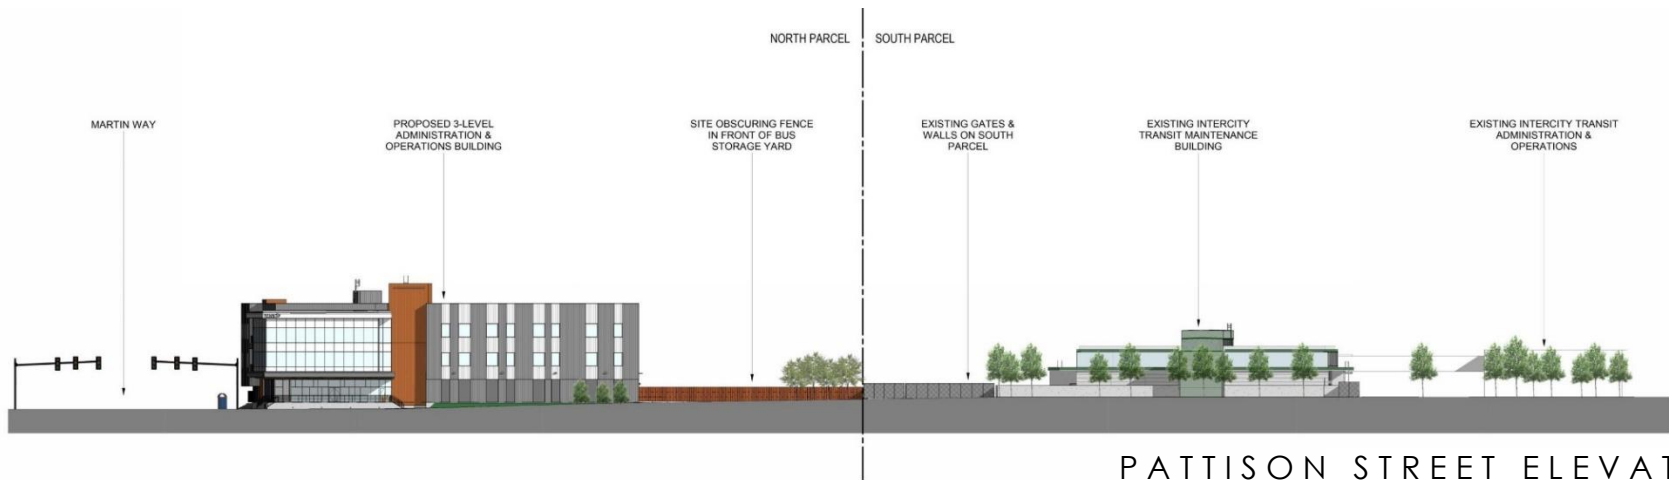 NORTH PARCEL
SOUTH PARCEL
MARTIN WAY
PROPOSED 3-LEVEL
ADMINISTRATION &
OPERATIONS BUILDING
SITE OBSCURING FENCE
IN FRONT OF BUS
STORAGE YARD
EXISTING GATES &
WALLS ON SOUTH
PARCEL
EXISTING INTERCITY
TRANSIT MAINTENANCE
BUILDING
EXISTING INTERCITY TRANSIT
ADMINISTRATION &
OPERATIONS
PATTISON STREET ELEVAT